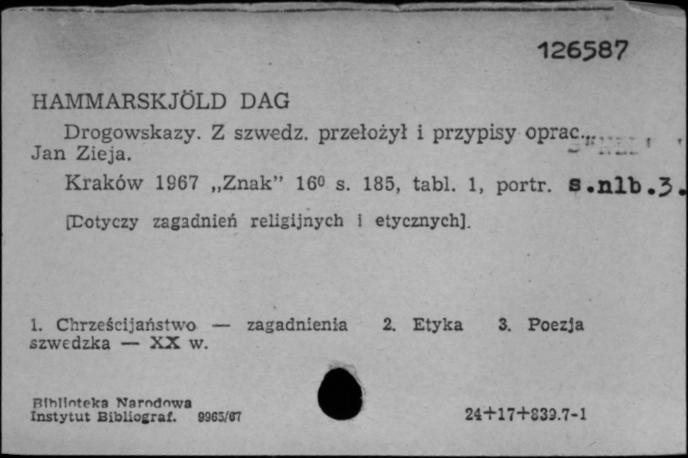 126587
HAMMARSKJÖLD DAG
Drogowskazy. Z szwedz. przełożył i przypisy oprac.
Jan Zieja.
Kraków 1967 „Znak” 16⁰ s. 185, tabl. 1, portr. s.nlb.3.
[Dotyczy zagadnień religijnych i etycznych].
1. Chrześcijaństwo — zagadnienia 2. Etyka 3. Poezja
szwedzka — XX w.
Biblioteka Narodowa
Instytut Bibliograf. 9965/67
24+17+839.7-1